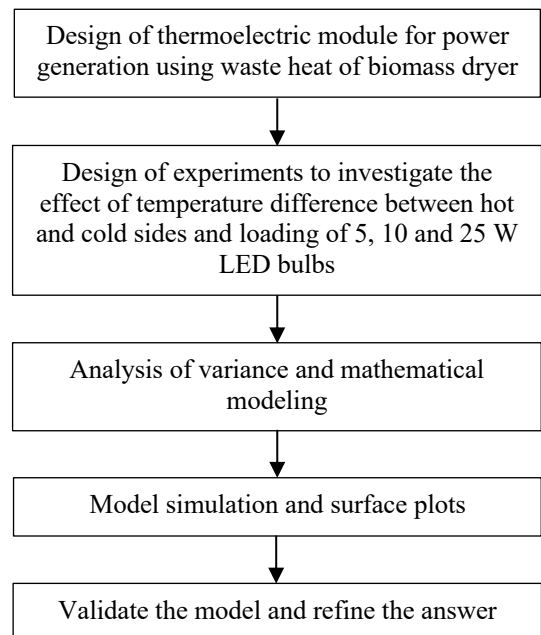 Design of thermoelectric module for power
generation using waste heat of biomass dryer
Design of experiments to investigate the
effect of temperature difference between hot
and cold sides and loading of 5, 10 and 25 W
LED bulbs
Analysis of variance and mathematical
modeling
Model simulation and surface plots
Validate the model and refine the answer